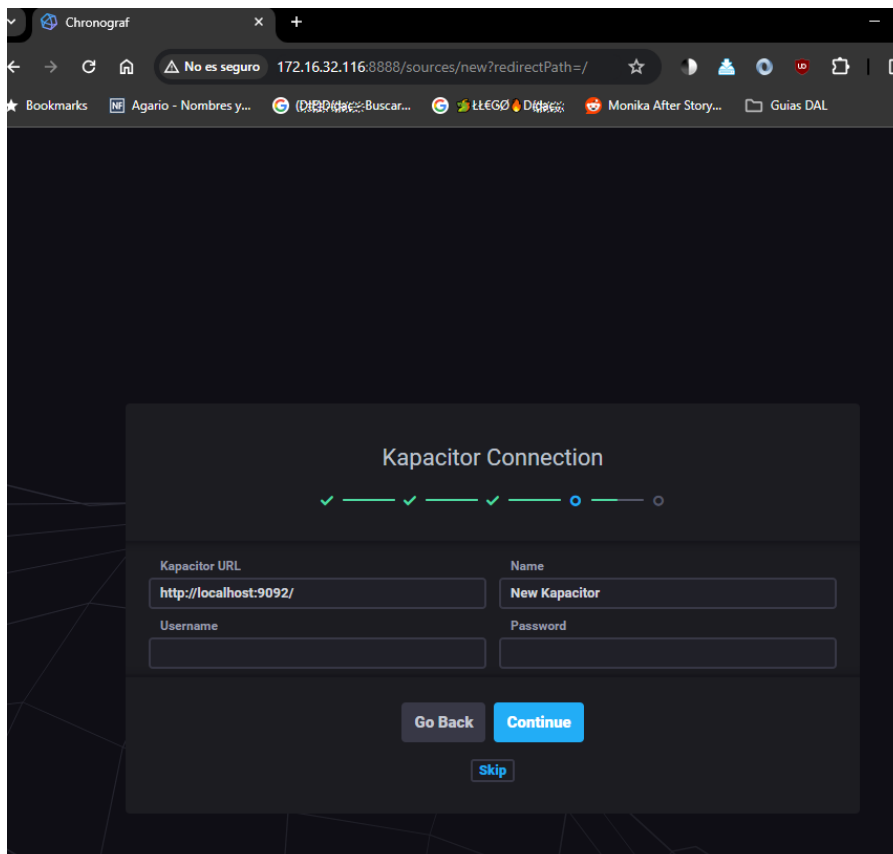 Chronograf
No es seguro 172.16.32.116:8888/sources/new?redirectPath=/
Bookmarks Agario - Nombres y... Buscar... Monika After Story... Guias DAL
Kapacitor Connection
Kapacitor URL Name
http://localhost:9092/ New Kapacitor
Username Password
Go Back Continue
Skip